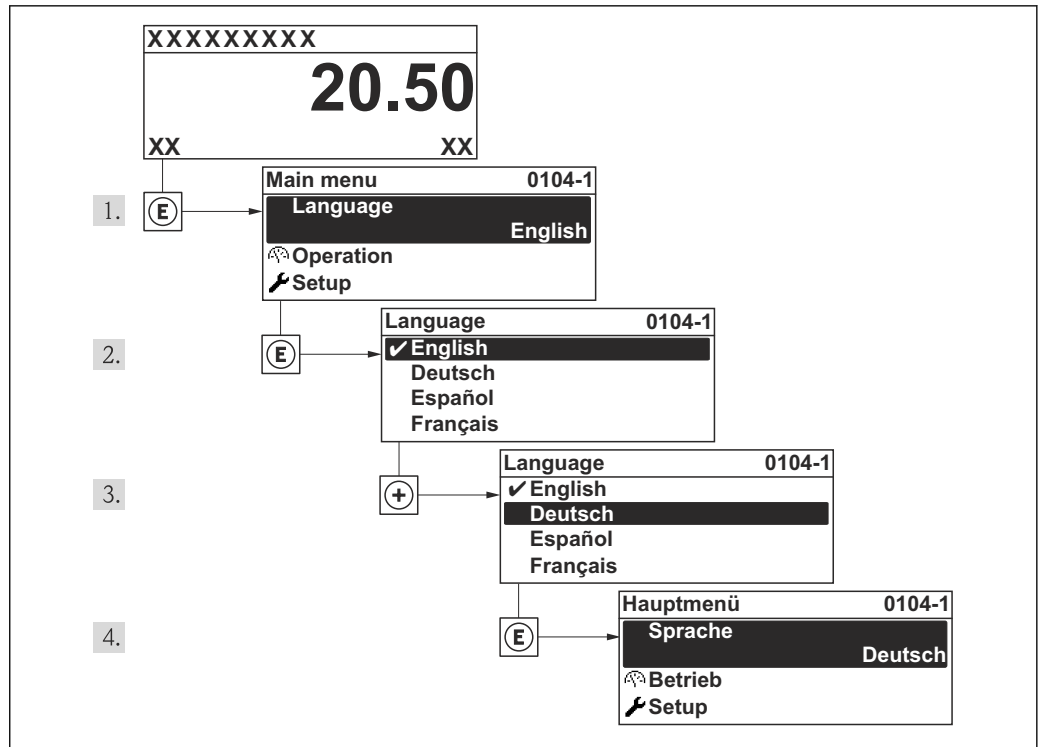 XXXXXXXXX
20.50
XX XX
1. E
Main menu 0104-1
Language
English
Operation
Setup
2. E
Language 0104-1
✔ English
Deutsch
Español
Français
3. +
Language 0104-1
✔ English
Deutsch
Español
Français
4. E
Hauptmenü 0104-1
Sprache
Deutsch
Betrieb
Setup